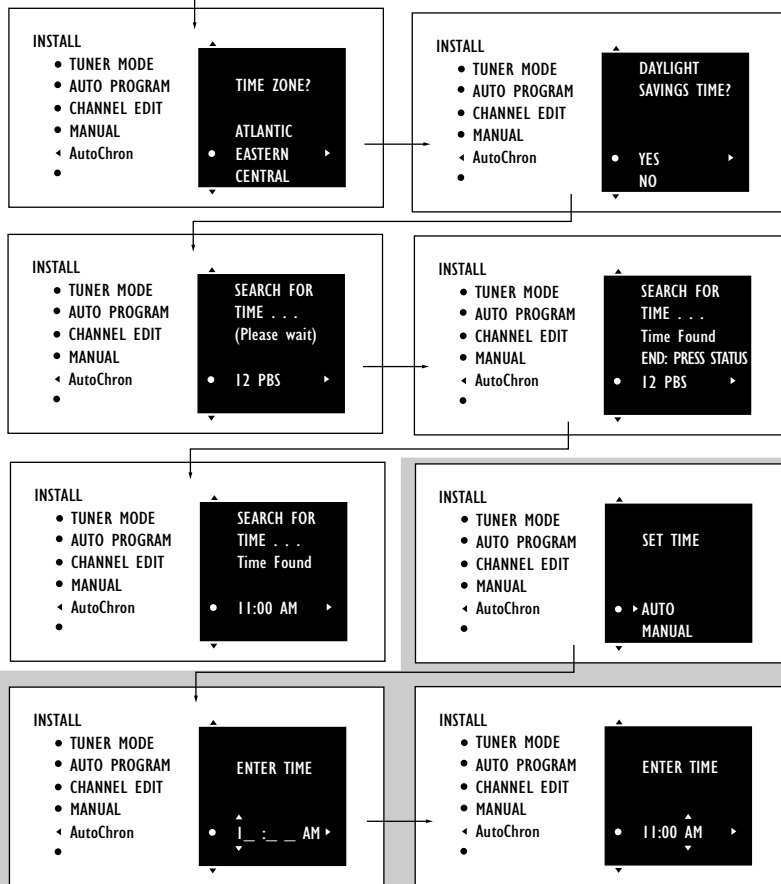 INSTALL
• TUNER MODE
• AUTO PROGRAM
• CHANNEL EDIT
• MANUAL
◂ AutoChron
•
TIME ZONE?
ATLANTIC
• EASTERN ▸
CENTRAL
INSTALL
• TUNER MODE
• AUTO PROGRAM
• CHANNEL EDIT
• MANUAL
◂ AutoChron
•
DAYLIGHT
SAVINGS TIME?
• YES ▸
NO
INSTALL
• TUNER MODE
• AUTO PROGRAM
• CHANNEL EDIT
• MANUAL
◂ AutoChron
•
SEARCH FOR
TIME . . .
(Please wait)
• 12 PBS ▸
INSTALL
• TUNER MODE
• AUTO PROGRAM
• CHANNEL EDIT
• MANUAL
◂ AutoChron
•
SEARCH FOR
TIME . . .
Time Found
END: PRESS STATUS
• 12 PBS ▸
INSTALL
• TUNER MODE
• AUTO PROGRAM
• CHANNEL EDIT
• MANUAL
◂ AutoChron
•
SEARCH FOR
TIME . . .
Time Found
• 11:00 AM ▸
INSTALL
• TUNER MODE
• AUTO PROGRAM
• CHANNEL EDIT
• MANUAL
◂ AutoChron
•
SET TIME
• ▸ AUTO
MANUAL
INSTALL
• TUNER MODE
• AUTO PROGRAM
• CHANNEL EDIT
• MANUAL
◂ AutoChron
•
ENTER TIME
• 1_ :_ _ AM ▸
INSTALL
• TUNER MODE
• AUTO PROGRAM
• CHANNEL EDIT
• MANUAL
◂ AutoChron
•
ENTER TIME
• 11:00 AM ▸